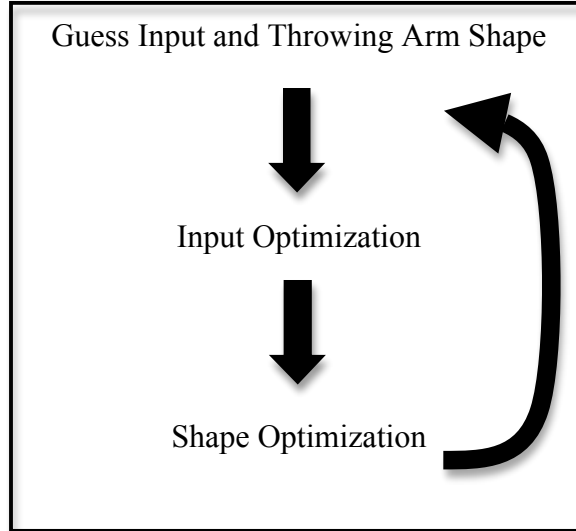 Guess Input and Throwing Arm Shape
Input Optimization
Shape Optimization